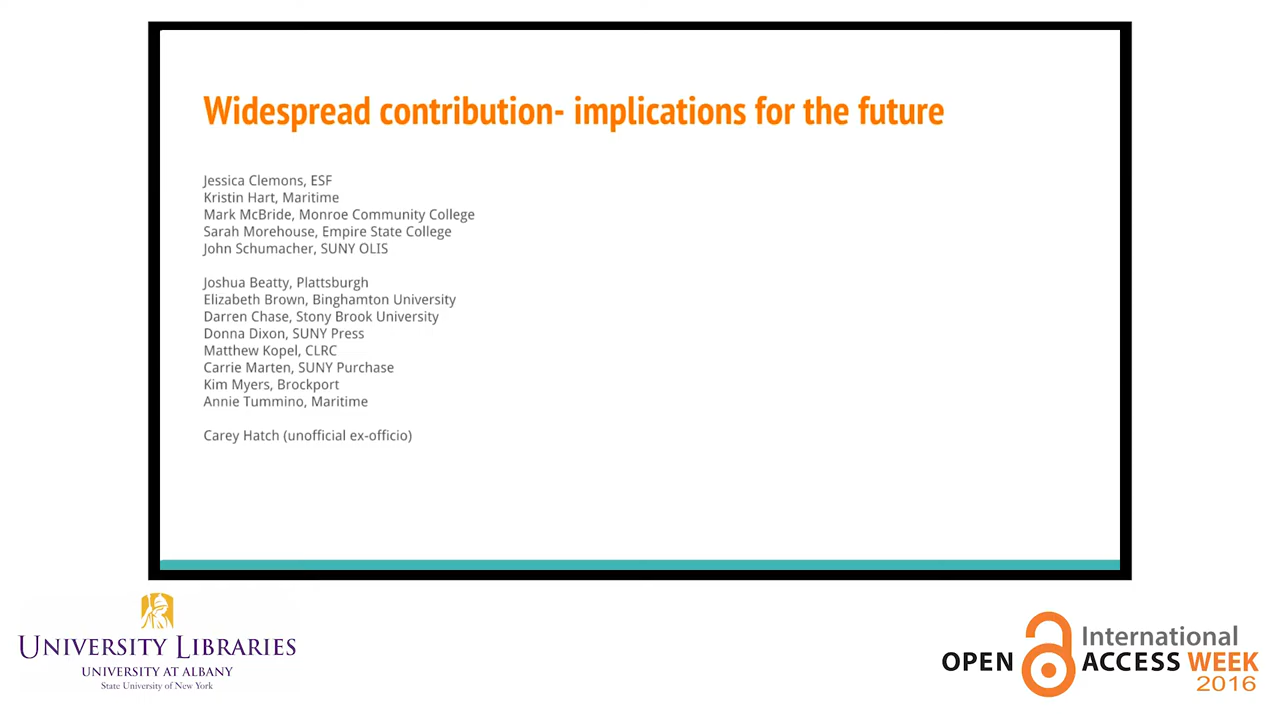 Widespread contribution- implications for the future
Jessica Clemons, ESF
Kristin Hart, Maritime
Mark McBride, Monroe Community College
Sarah Morehouse, Empire State College
John Schumacher, SUNY OLIS
Joshua Beatty, Plattsburgh
Elizabeth Brown, Binghamton University
Darren Chase, Stony Brook University
Donna Dixon, SUNY Press
Matthew Kopel, CLRC
Carrie Marten, SUNY Purchase
Kim Myers, Brockport
Annie Tummino, Maritime
Carey Hatch (unofficial ex-officio)
UNIVERSITY LIBRARIES
UNIVERSITY AT ALBANY
State University of New York
International
OPEN ACCESS WEEK
2016